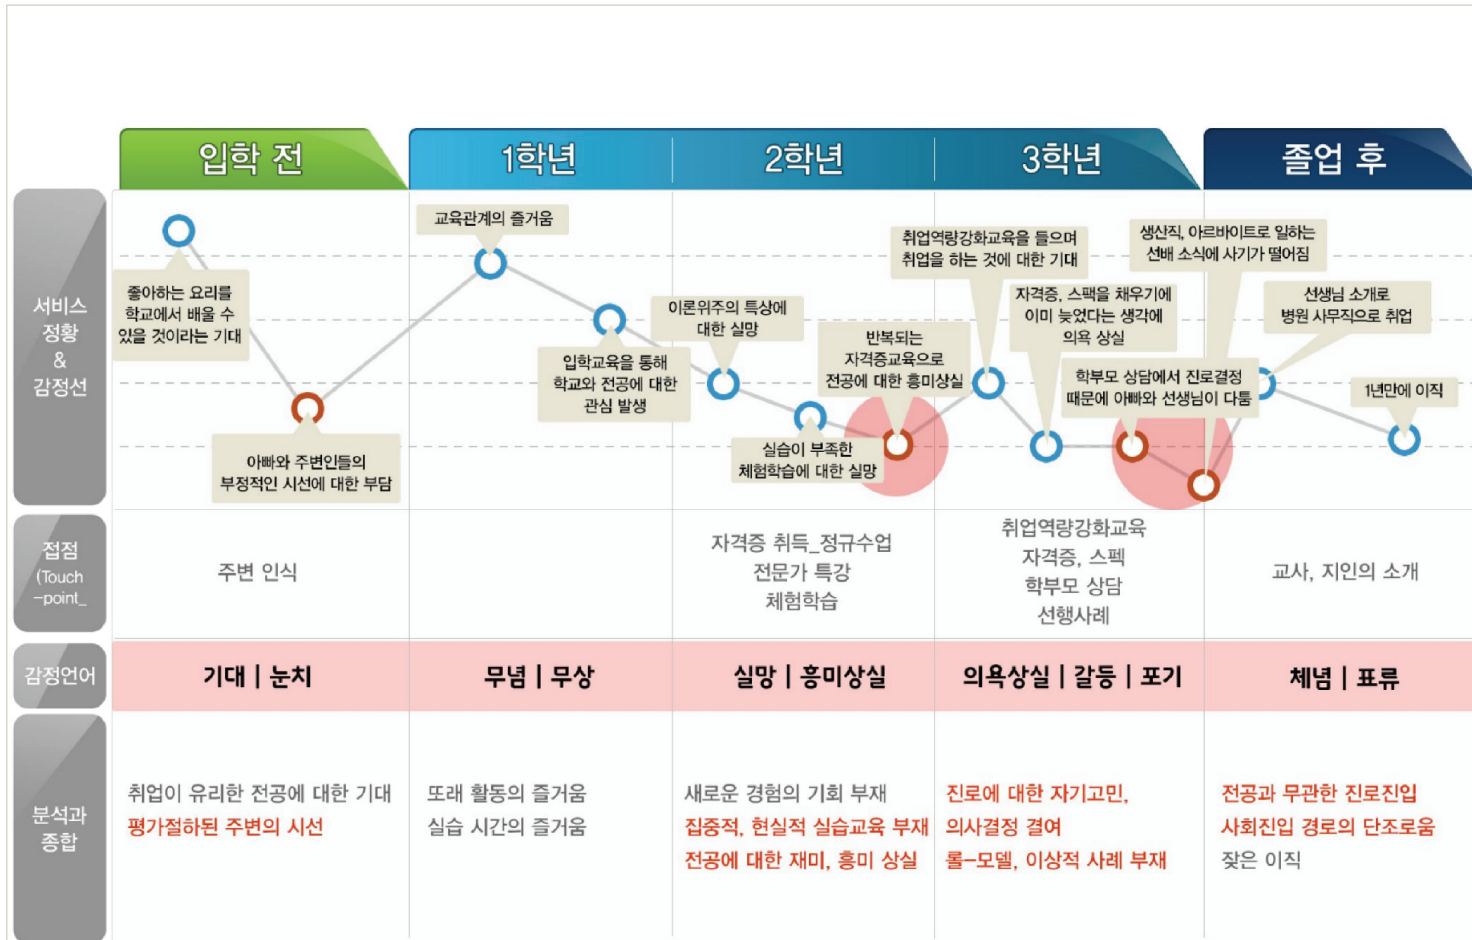 입학 전
1학년
2학년
3학년
졸업 후
서비스
정황
&
감정선
좋아하는 요리를
학교에서 배울 수
있을 것이라는 기대
아빠와 주변인들의
부정적인 시선에 대한 부담
교육관계의 즐거움
입학교육을 통해
학교와 전공에 대한
관심 발생
이론위주의 특상에
대한 실망
실습이 부족한
체험학습에 대한 실망
반복되는
자격증교육으로
전공에 대한 흥미상실
취업역량강화교육을 들으며
취업을 하는 것에 대한 기대
자격증, 스팩을 채우기에
이미 늦었다는 생각에
의욕 상실
학부모 상담에서 진로결정
때문에 아빠와 선생님이 다툼
생산직, 아르바이트로 일하는
선배 소식에 사기가 떨어짐
선생님 소개로
병원 사무직으로 취업
1년만에 이직
접점
(Touch
-point_
주변 인식
자격증 취득_정규수업
전문가 특강
체험학습
취업역량강화교육
자격증, 스펙
학부모 상담
선행사례
교사, 지인의 소개
감정언어
기대 | 눈치
무념 | 무상
실망 | 흥미상실
의욕상실 | 갈등 | 포기
체념 | 표류
분석과
종합
취업이 유리한 전공에 대한 기대
평가절하된 주변의 시선
또래 활동의 즐거움
실습 시간의 즐거움
새로운 경험의 기회 부재
집중적, 현실적 실습교육 부재
전공에 대한 재미, 흥미 상실
진로에 대한 자기고민,
의사결정 결여
롤-모델, 이상적 사례 부재
전공과 무관한 진로진입
사회진입 경로의 단조로움
잦은 이직